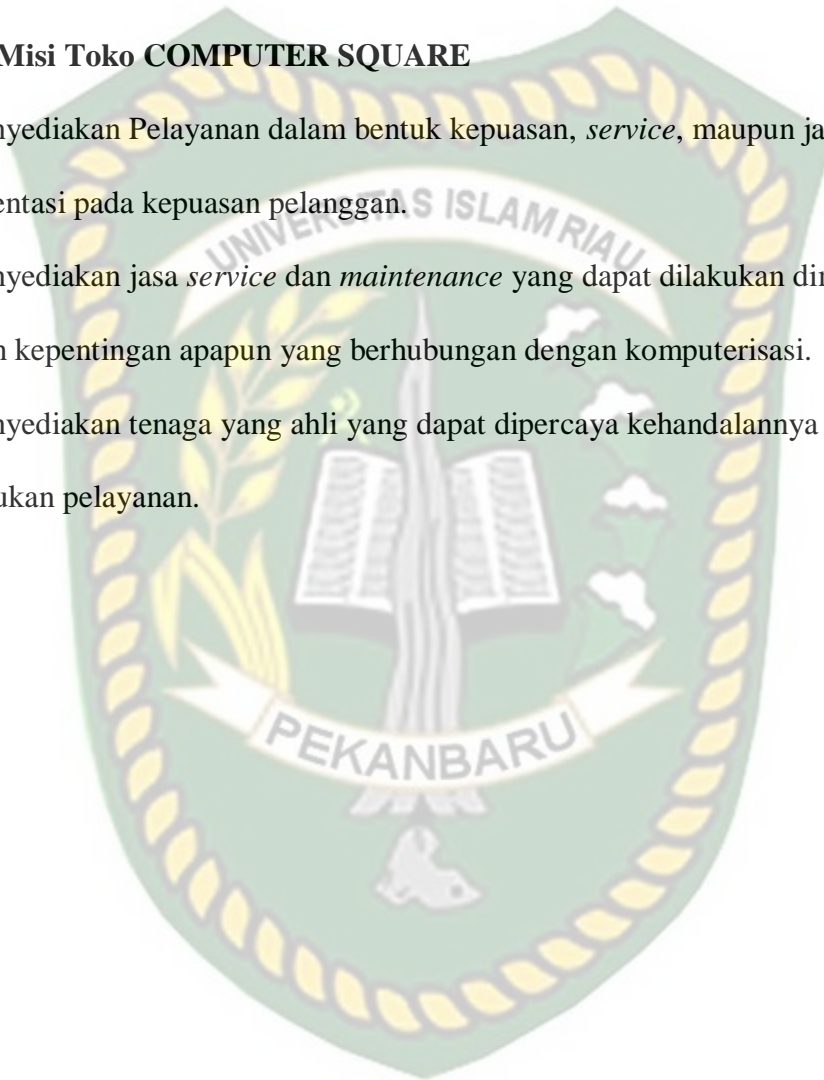 Misi Toko COMPUTER SQUARE
nyediakan Pelayanan dalam bentuk kepuasan, service, maupun ja
entasi pada kepuasan pelanggan.
UNIVERSITAS ISLAM RIAU
nyediakan jasa service dan maintenance yang dapat dilakukan di
kepentingan apapun yang berhubungan dengan komputerisasi.
nyediakan tenaga yang ahli yang dapat dipercaya kehandalannya
ukan pelayanan.
PEKANBARU